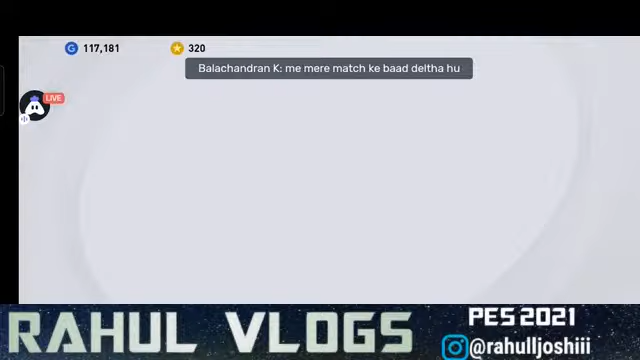 G 117,181 320
Balachandran K: me mere match ke baad deltha hu
LIVE
RAHUL VLOGS
PES 2021
@rahulljoshiii